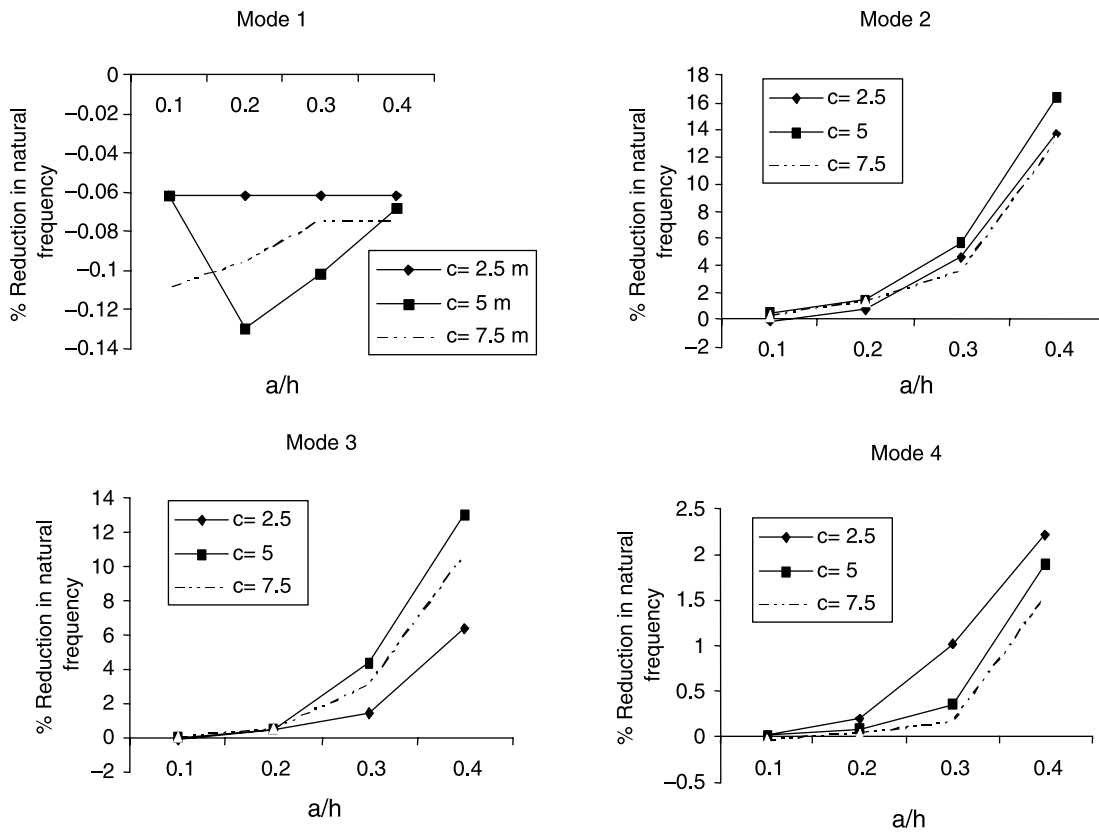 Mode 1
0
−0.02
−0.04
−0.06
−0.08
−0.1
−0.12
−0.14
0.1
0.2
0.3
0.4
% Reduction in natural
frequency
c= 2.5 m
c= 5 m
c= 7.5 m
a/h
Mode 2
18
16
14
12
10
8
6
4
2
0
−2
0.1
0.2
0.3
0.4
% Reduction in natural
frequency
c= 2.5
c= 5
c= 7.5
a/h
Mode 3
14
12
10
8
6
4
2
0
−2
0.1
0.2
0.3
0.4
% Reduction in natural
frequency
c= 2.5
c= 5
c= 7.5
a/h
Mode 4
2.5
2
1.5
1
0.5
0
−0.5
0.1
0.2
0.3
0.4
% Reduction in natural
frequency
c= 2.5
c= 5
c= 7.5
a/h